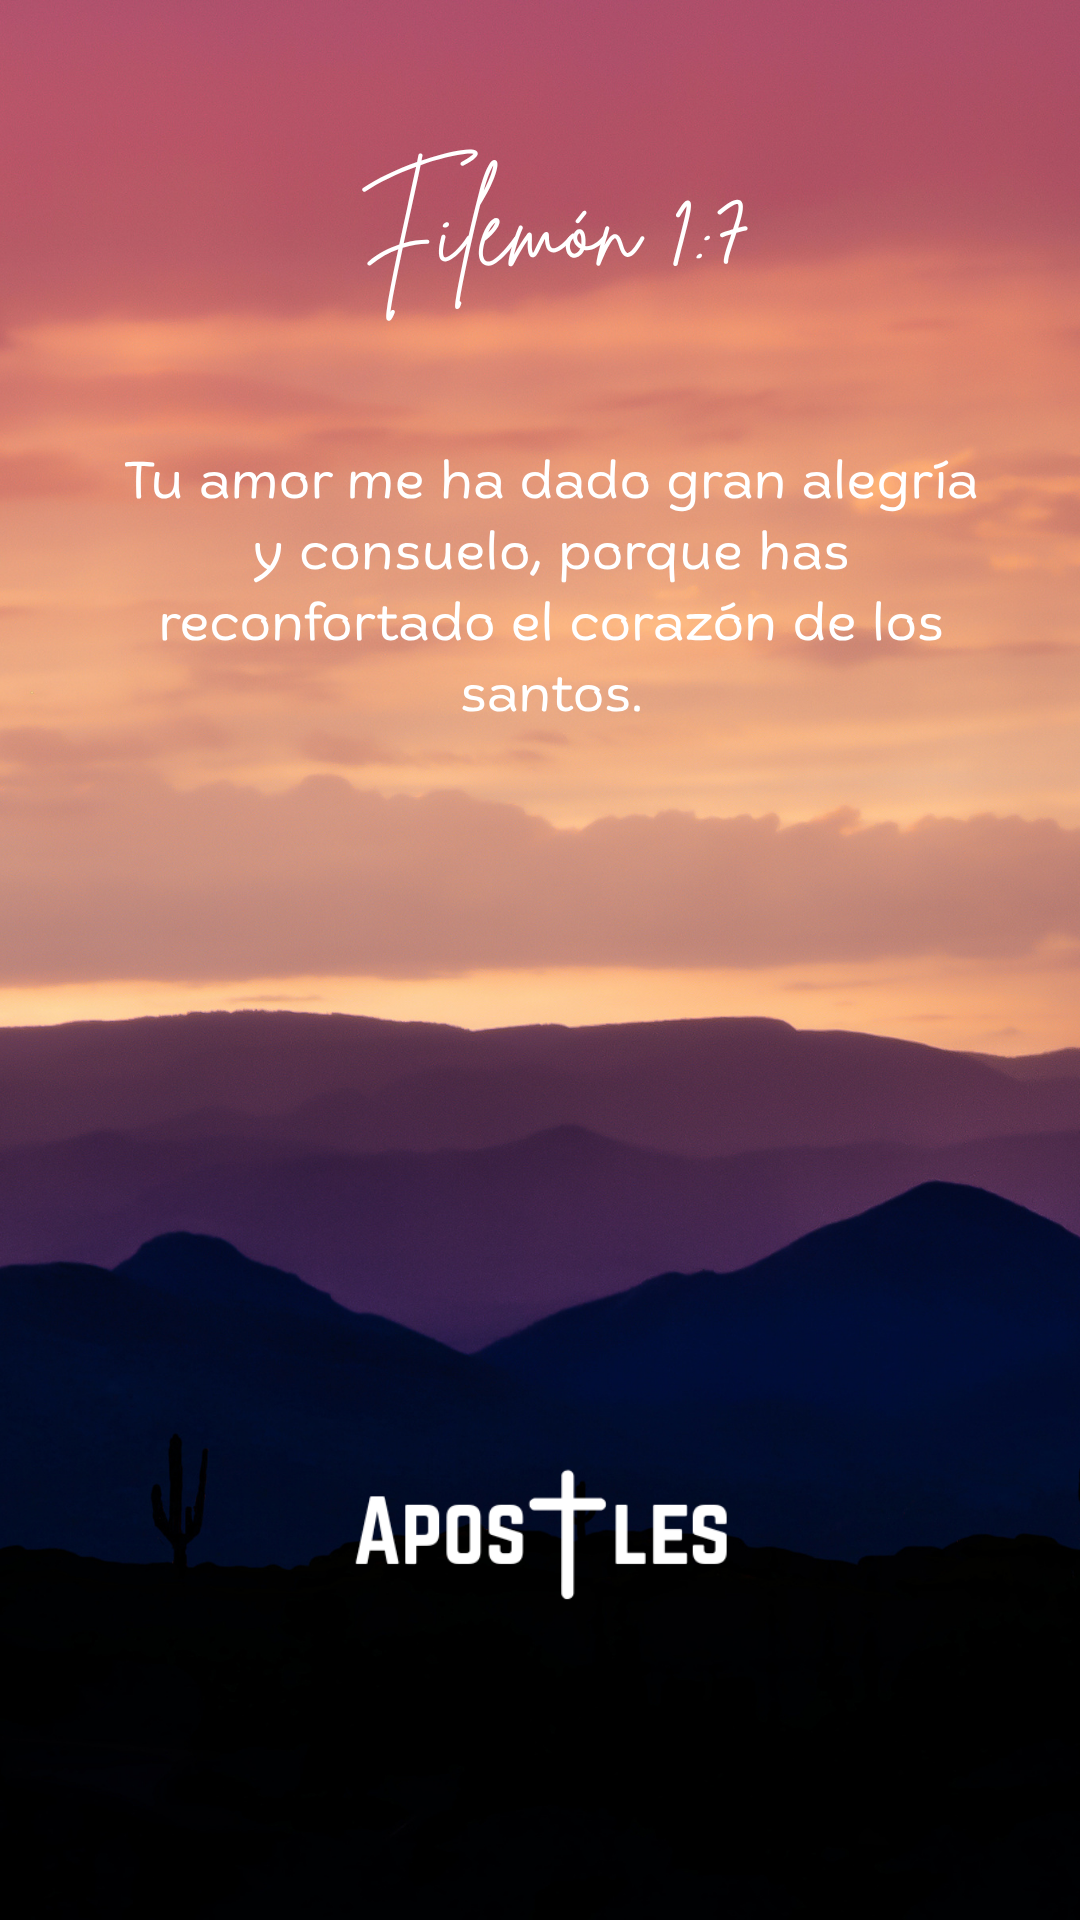 Filemón 1:7
Tu amor me ha dado gran alegría
y consuelo, porque has
reconfortado el corazón de los
santos.
APOSTLES